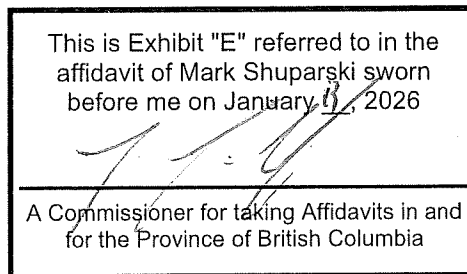 This is Exhibit "E" referred to in the
affidavit of Mark Shuparski sworn
before me on January 13, 2026
A Commissioner for taking Affidavits in and
for the Province of British Columbia